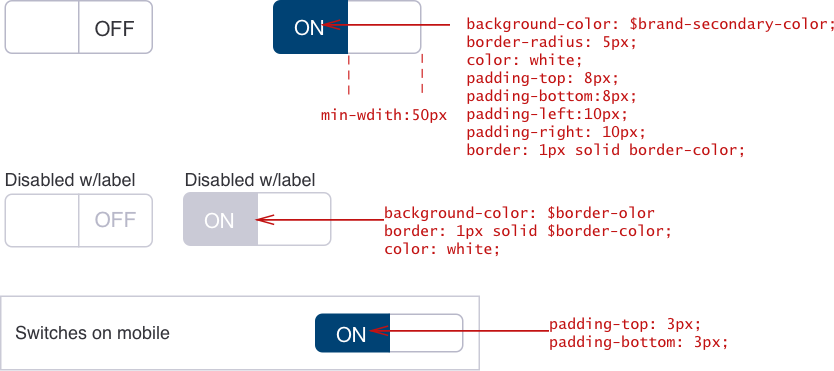 OFF
ON
background-color: $brand-secondary-color;
border-radius: 5px;
color: white;
padding-top: 8px;
padding-bottom:8px;
padding-left:10px;
padding-right: 10px;
border: 1px solid border-color;
min-wdith:50px
Disabled w/label
Disabled w/label
OFF
ON
background-color: $border-olor
border: 1px solid $border-color;
color: white;
Switches on mobile
ON
padding-top: 3px;
padding-bottom: 3px;